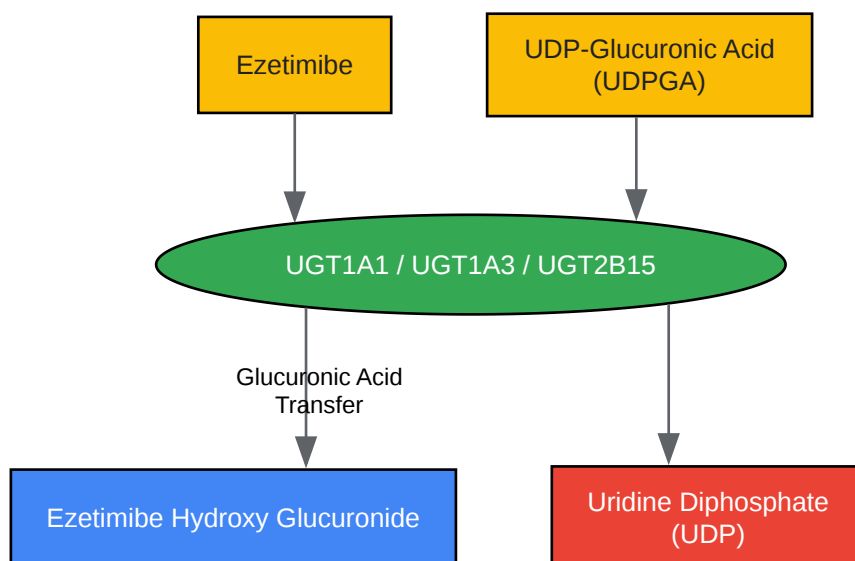 Ezetimibe
UDP-Glucuronic Acid
(UDPGA)
UGT1A1 / UGT1A3 / UGT2B15
Glucuronic Acid
Transfer
Ezetimibe Hydroxy Glucuronide
Uridine Diphosphate
(UDP)